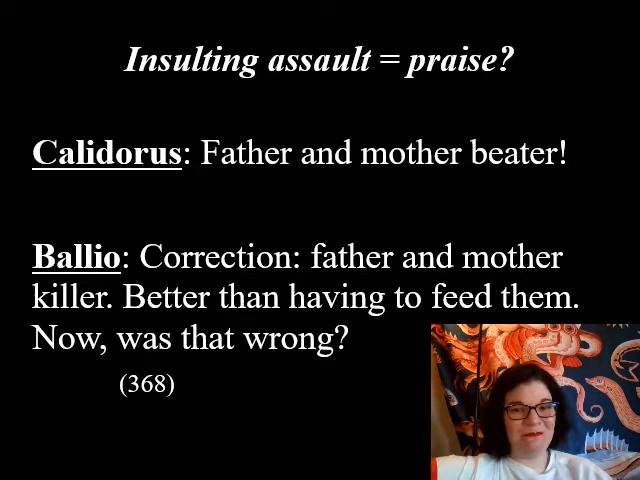 Insulting assault = praise?
Calidorus: Father and mother beater!
Ballio: Correction: father and mother
killer. Better than having to feed them.
Now, was that wrong?
(368)